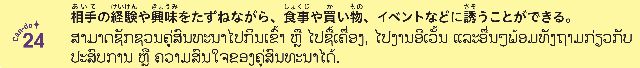 相手の経験や興味をたずねながら、食事や買い物、イベントなどに誘うことができる。
Can-do 24
ສາມາດຊັກຊວນຄູ່ສົນທະນາໄປກິນເຂົ້າ ຫຼື ໄປຊື້ເຄື່ອງ, ໄປງານອີເວັ້ນ ແລະອື່ນໆພ້ອມທັງຖາມກ່ຽວກັບ
ປະສົບການ ຫຼື ຄວາມສົນໃຈຂອງຄູ່ສົນທະນາໄດ້.